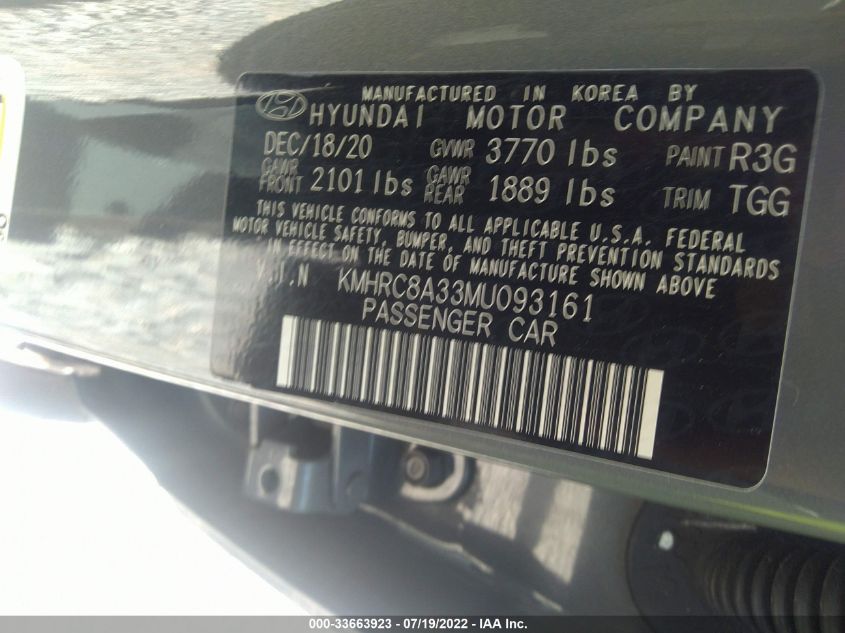 MANUFACTURED IN KOREA BY
HYUNDAI MOTOR COMPANY
DEC/18/20 GVWR 3770 lbs PAINT R3G
GAWR FRONT 2101 lbs GAWR REAR 1889 lbs TRIM TGG
THIS VEHICLE CONFORMS TO ALL APPLICABLE U.S.A. FEDERAL
MOTOR VEHICLE SAFETY, BUMPER, AND THEFT PREVENTION STANDARDS
IN EFFECT ON THE DATE OF MANUFACTURE SHOWN ABOVE
V.I.N KMHRC8A33MU093161
PASSENGER CAR
000-33663923 - 07/19/2022 - IAA Inc.